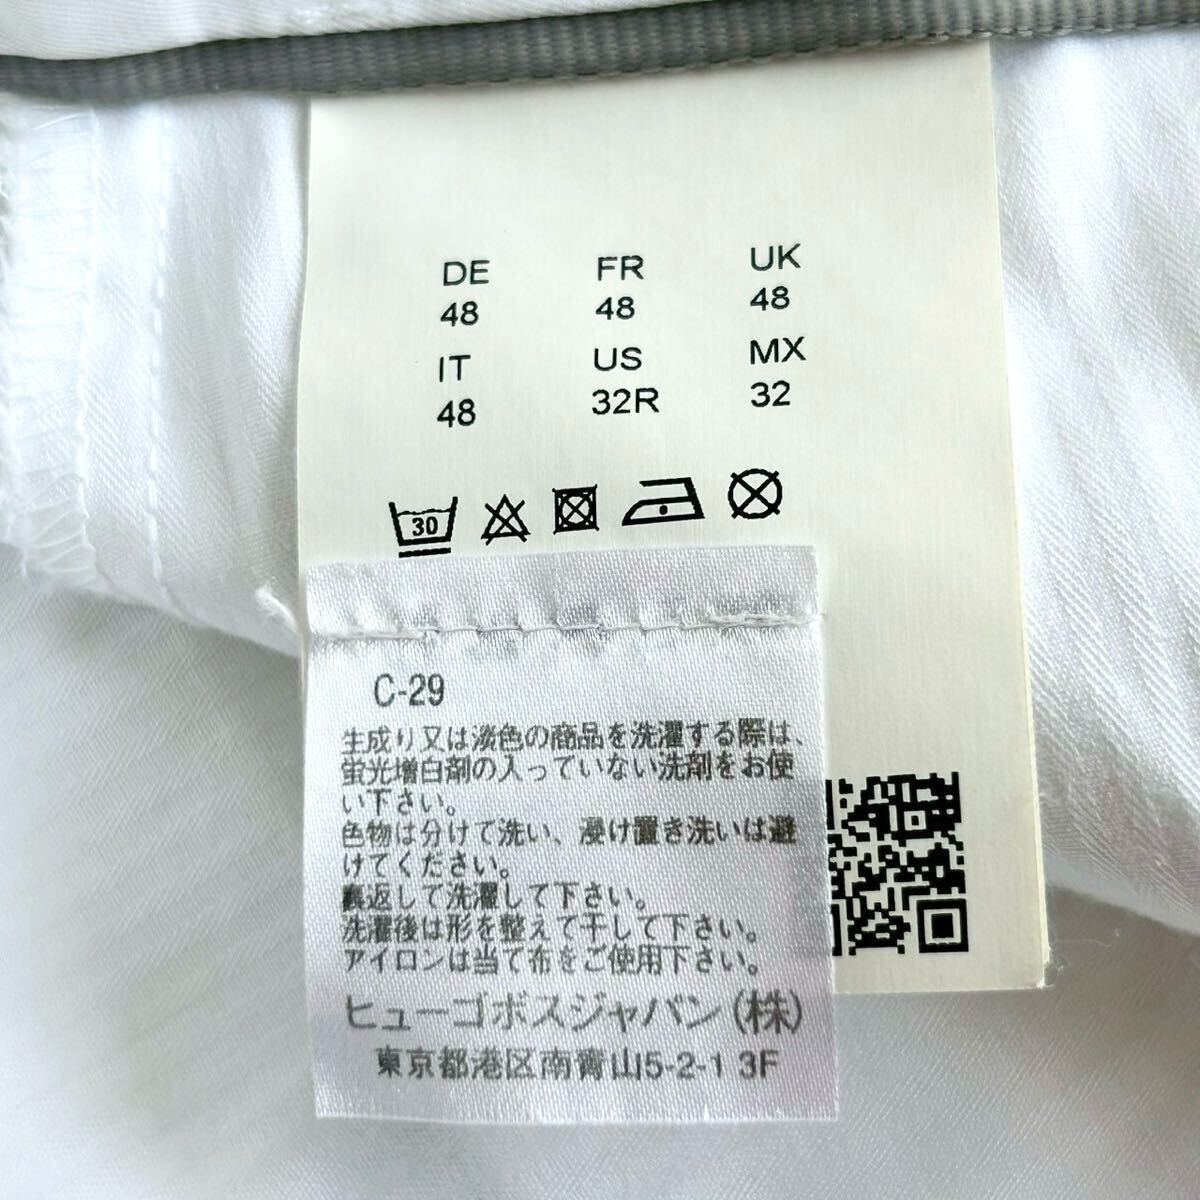 DE FR UK
48 48 48
IT US MX
48 32R 32
30
C-29
生成り又は淡色の商品を洗濯する際は、
蛍光増白剤の入っていない洗剤をお使
い下さい。
色物は分けて洗い、浸け置き洗いは避
けてください。
裏返して洗濯して下さい。
洗濯後は形を整えて干して下さい。
アイロンは当て布をご使用下さい。
ヒューゴボスジャパン(株)
東京都港区南青山5-2-1 3F